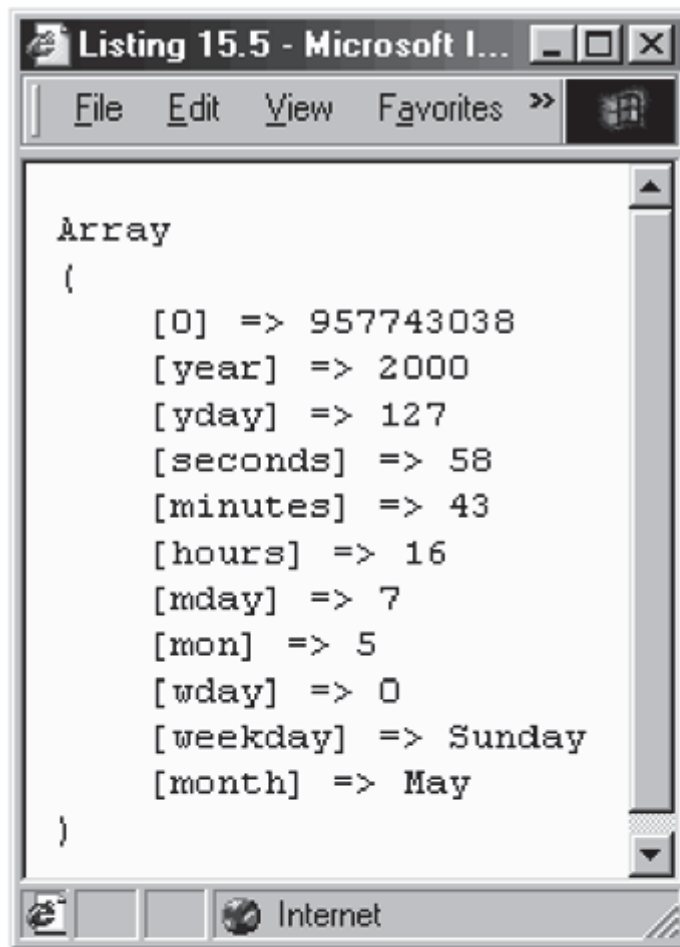 Listing 15.5 - Microsoft I...
File Edit View Favorites »
Array
(
[0] => 957743038
[year] => 2000
[yday] => 127
[seconds] => 58
[minutes] => 43
[hours] => 16
[mday] => 7
[mon] => 5
[wday] => 0
[weekday] => Sunday
[month] => May
)
Internet